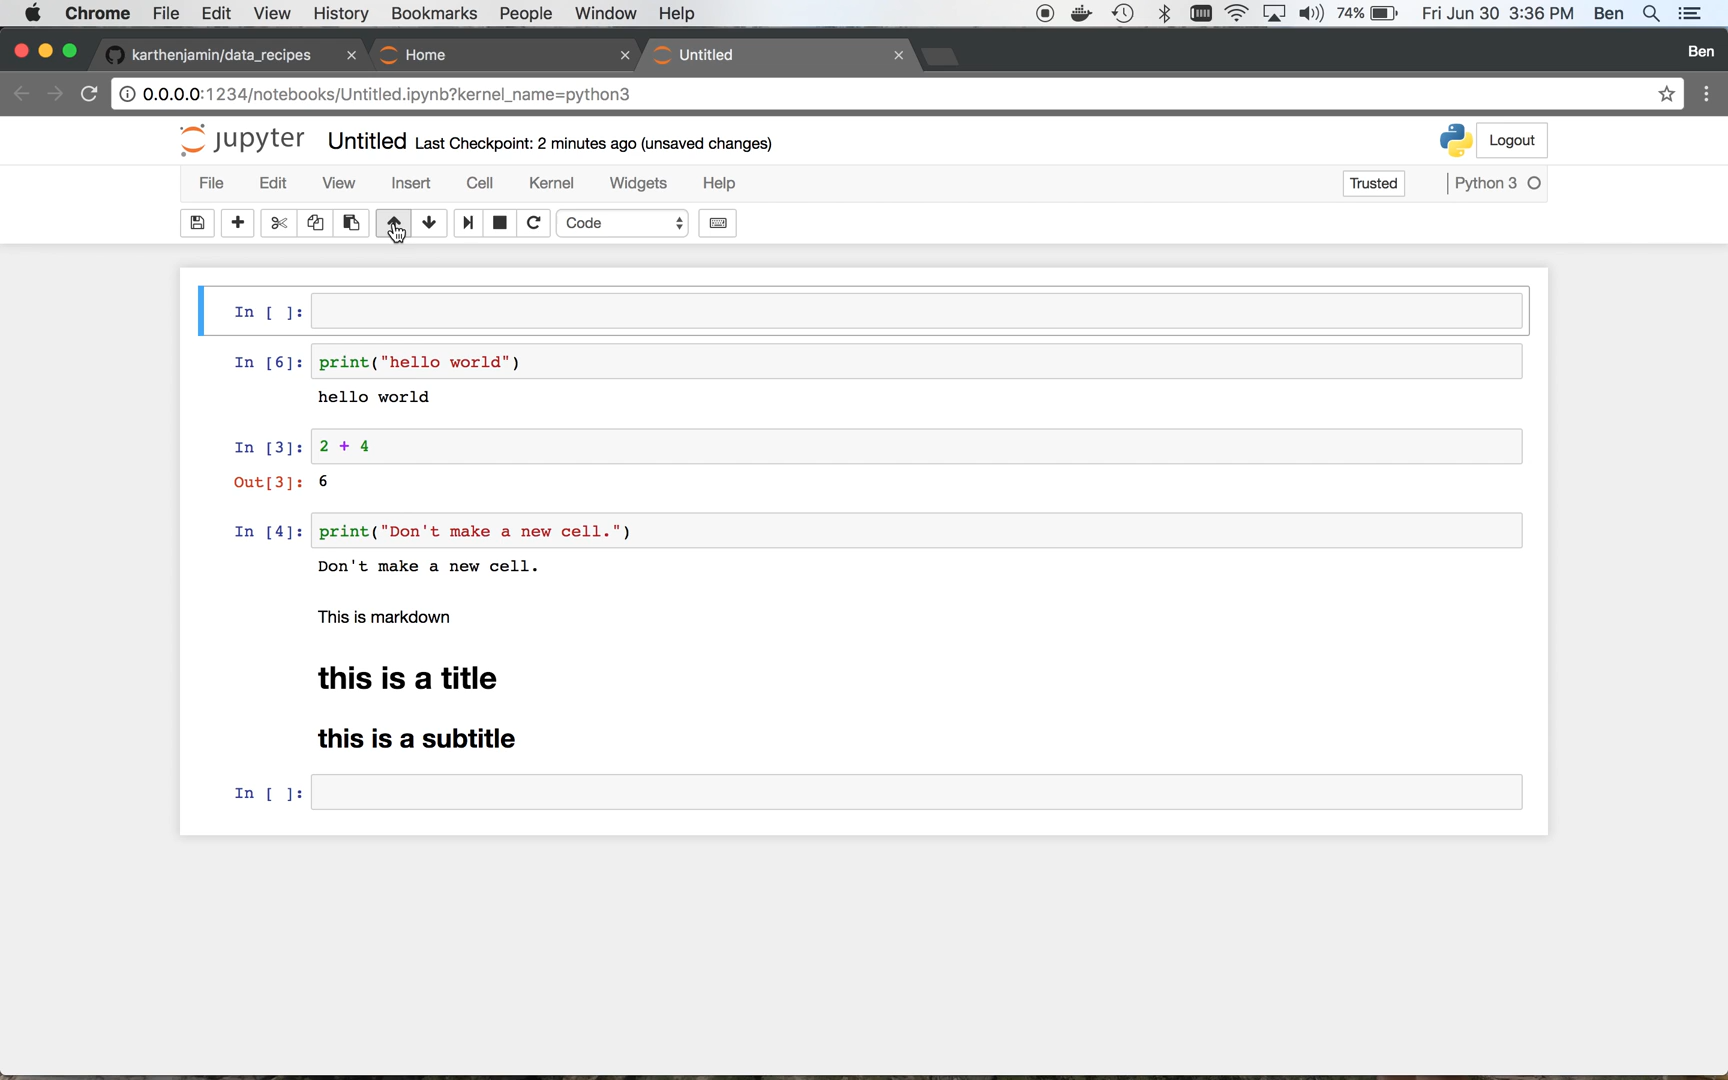 Chrome File Edit View History Bookmarks People Window Help 74% Fri Jun 30 3:36 PM Ben
karthenjamin/data_recipes Home Untitled Ben
0.0.0.0:1234/notebooks/Untitled.ipynb?kernel_name=python3
jupyter Untitled Last Checkpoint: 2 minutes ago (unsaved changes) Logout
File Edit View Insert Cell Kernel Widgets Help Trusted Python 3
Code
In [ ]:
In [6]: print("hello world")
hello world
In [3]: 2 + 4
Out[3]: 6
In [4]: print("Don't make a new cell.")
Don't make a new cell.
This is markdown
this is a title
this is a subtitle
In [ ]: